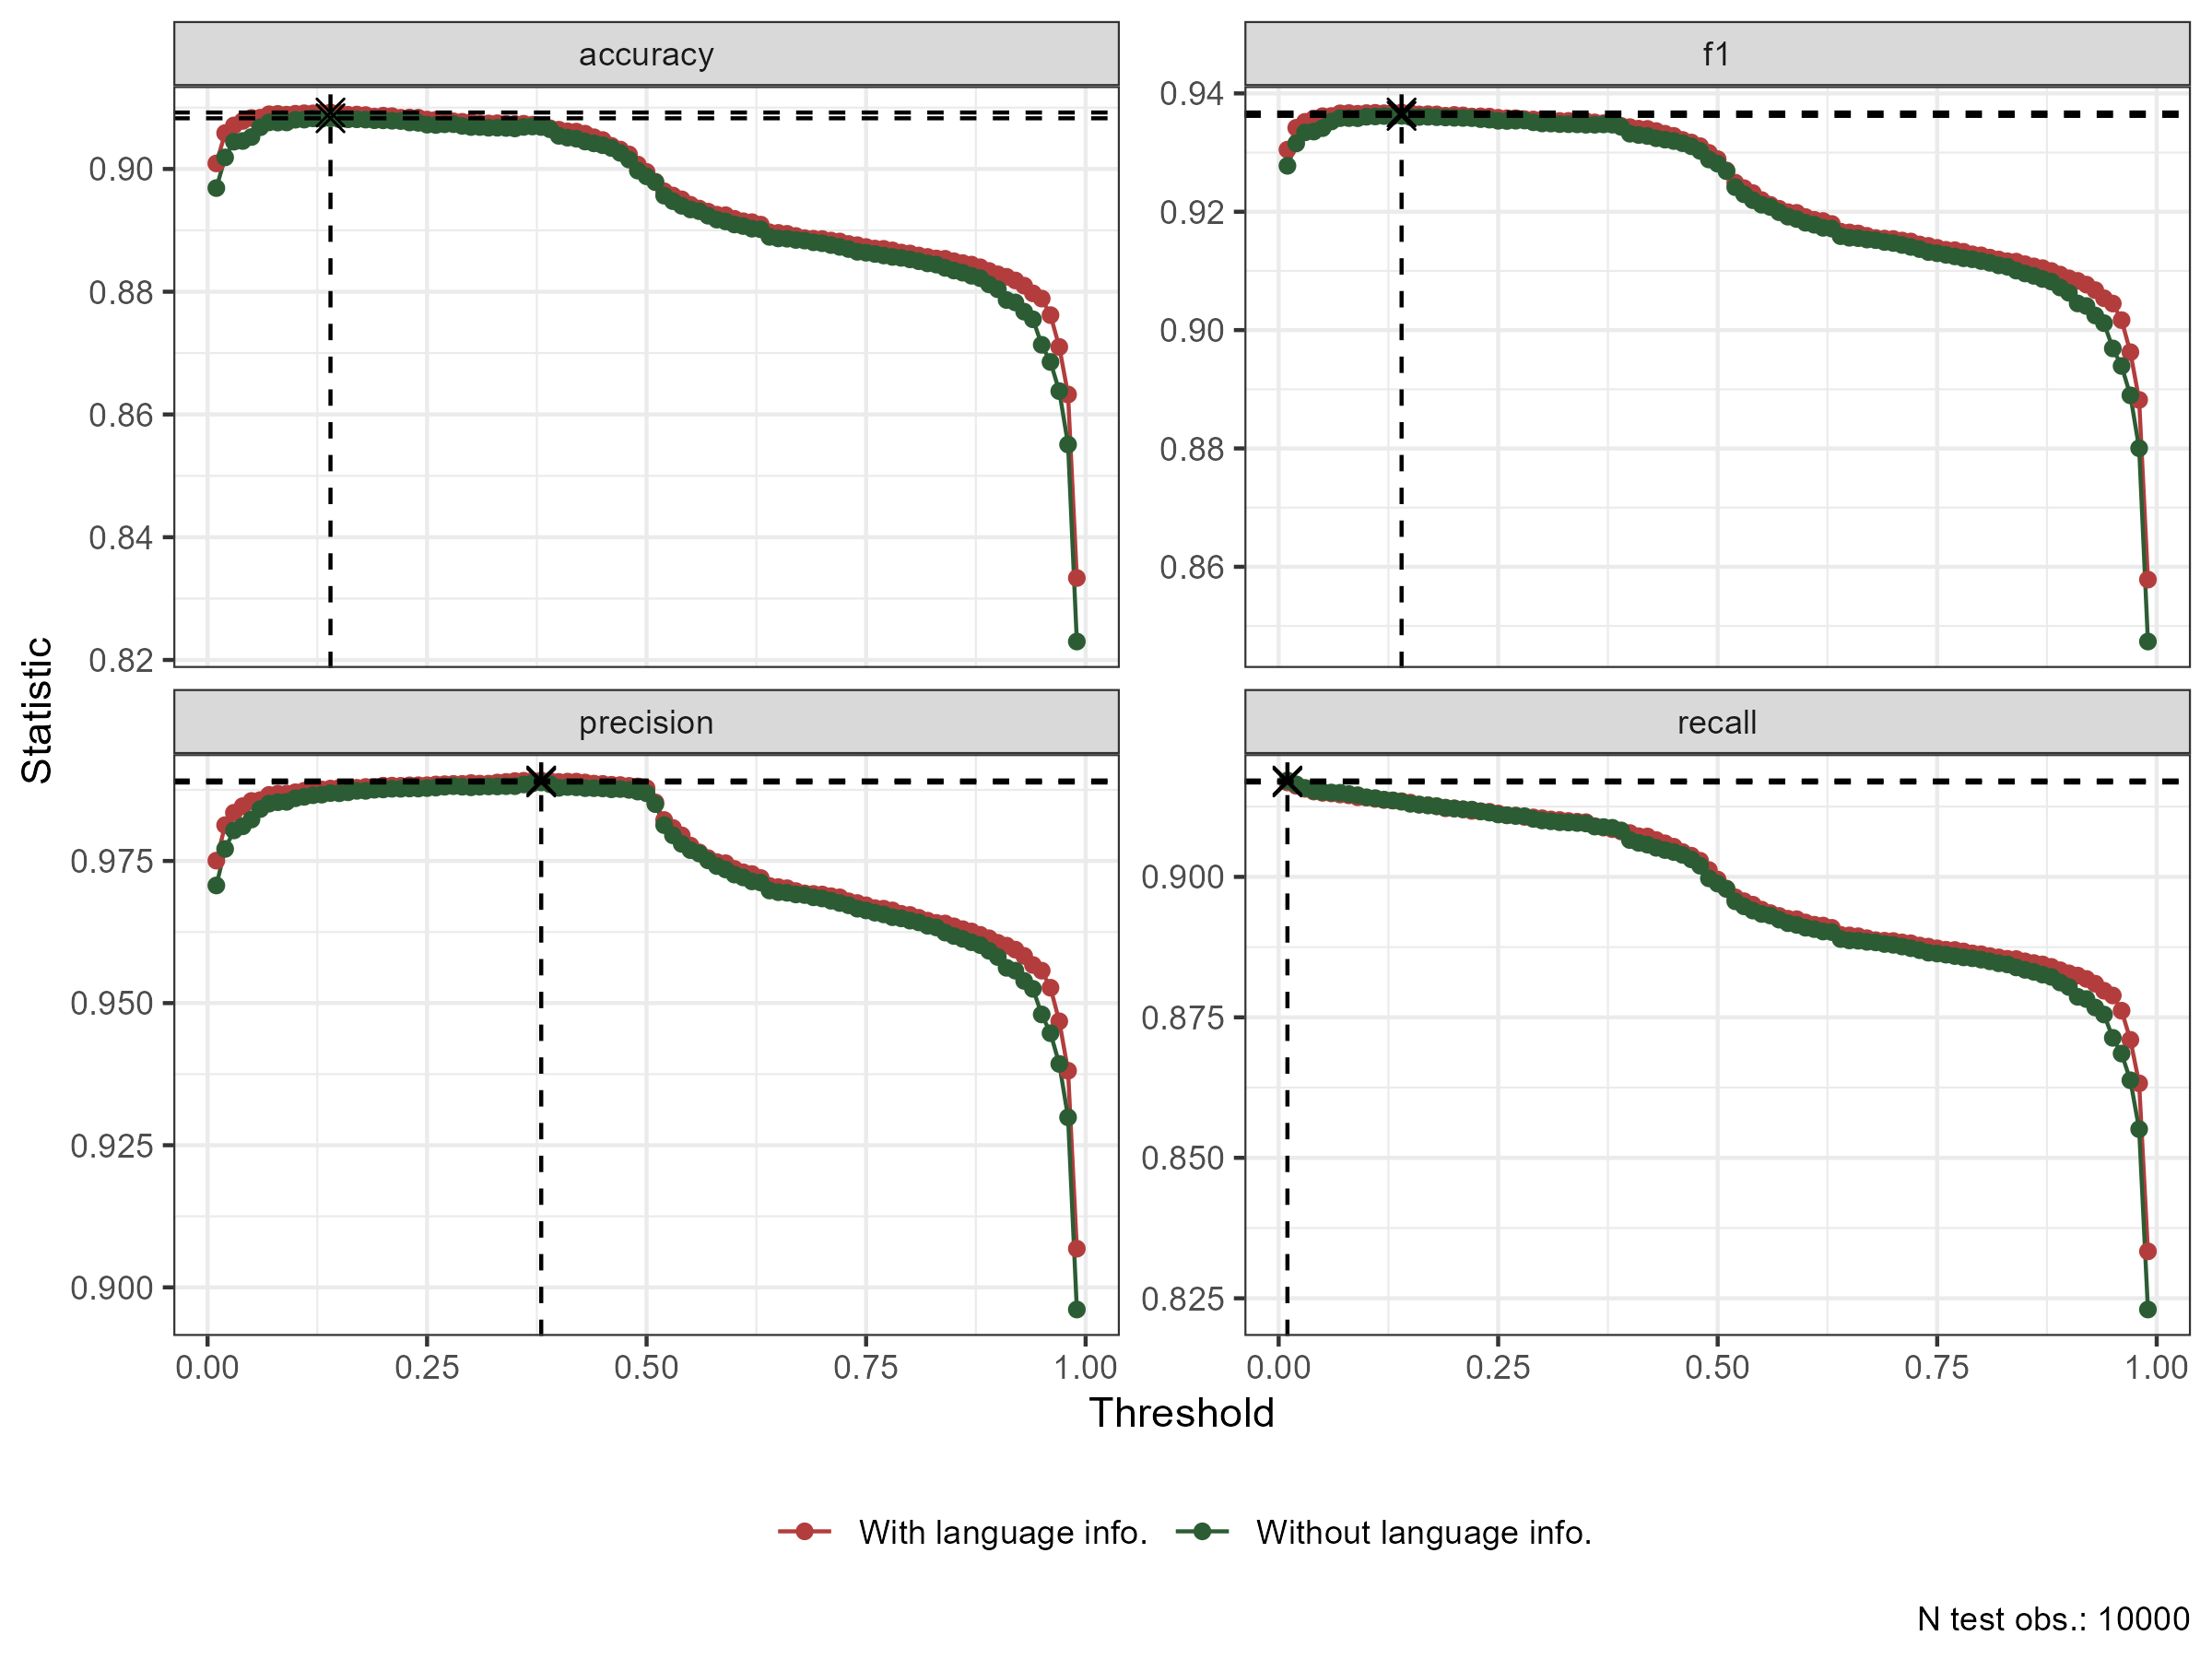 accuracy
f1
0.90
0.88
0.86
0.84
0.82
0.94
0.92
0.90
0.88
0.86
Statistic
precision
recall
0.975
0.950
0.925
0.900
0.900
0.875
0.850
0.825
0.00 0.25 0.50 0.75 1.00
0.00 0.25 0.50 0.75 1.00
Threshold
With language info. Without language info.
N test obs.: 10000